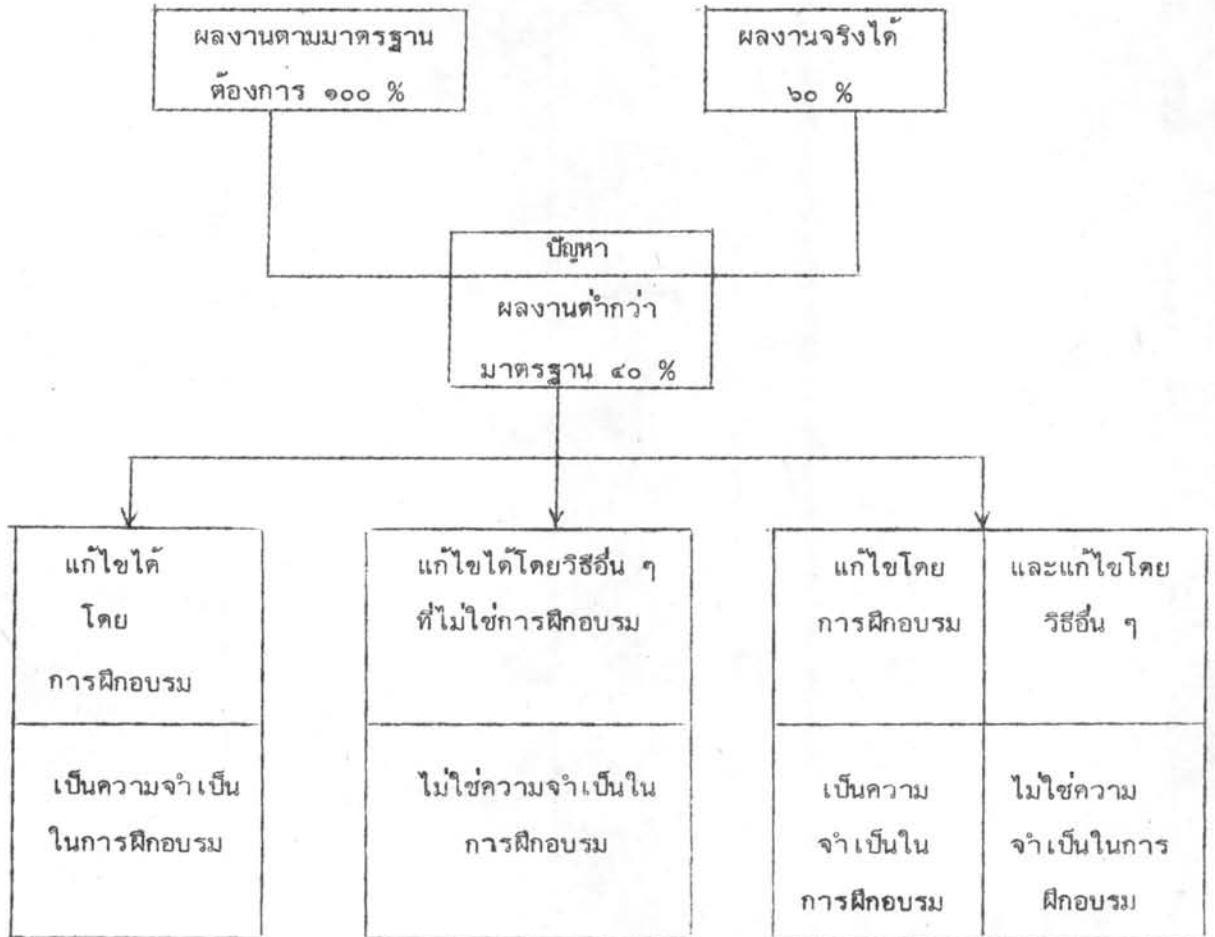 ผลงานตามมาตรฐาน
ต้องการ ๑๐๐ %
ผลงานจริงได้
๖๐ %
ปัญหา
ผลงานต่ำกว่า
มาตรฐาน ๔๐ %
แก้ไขได้
โดย
การฝึกอบรม
เป็นความจำเป็น
ในการฝึกอบรม
แก้ไขได้โดยวิธีอื่น ๆ
ที่ไม่ใช่การฝึกอบรม
ไม่ใช่ความจำเป็นใน
การฝึกอบรม
แก้ไขโดย
การฝึกอบรม
และแก้ไขโดย
วิธีอื่น ๆ
เป็นความ
จำเป็นใน
การฝึกอบรม
ไม่ใช่ความ
จำเป็นในการ
ฝึกอบรม